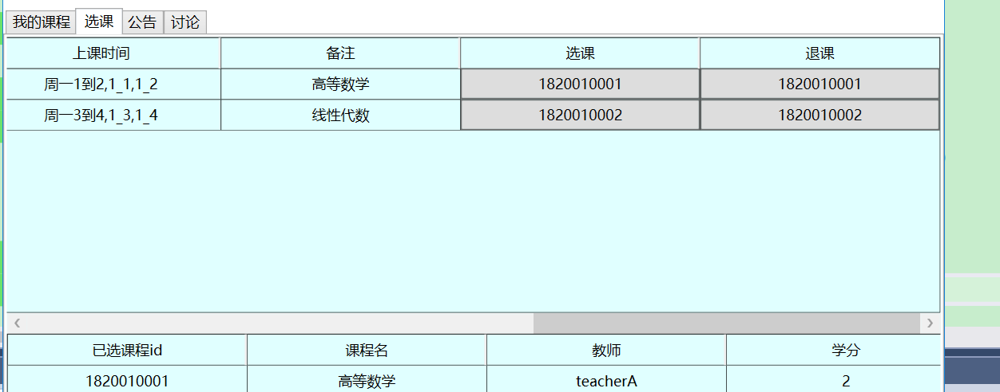 我的课程 选课 公告 讨论
上课时间 备注 选课 退课
周一1到2,1_1,1_2 高等数学 1820010001 1820010001
周一3到4,1_3,1_4 线性代数 1820010002 1820010002
已选课程id 课程名 教师 学分
1820010001 高等数学 teacherA 2